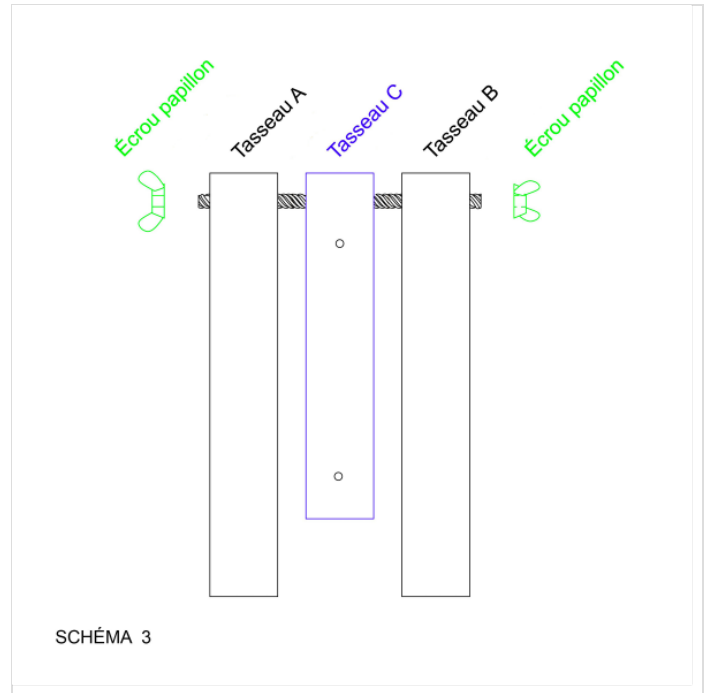 Écrou papillon
Tasseau A
Tasseau C
Tasseau B
Écrou papillon
SCHÉMA 3